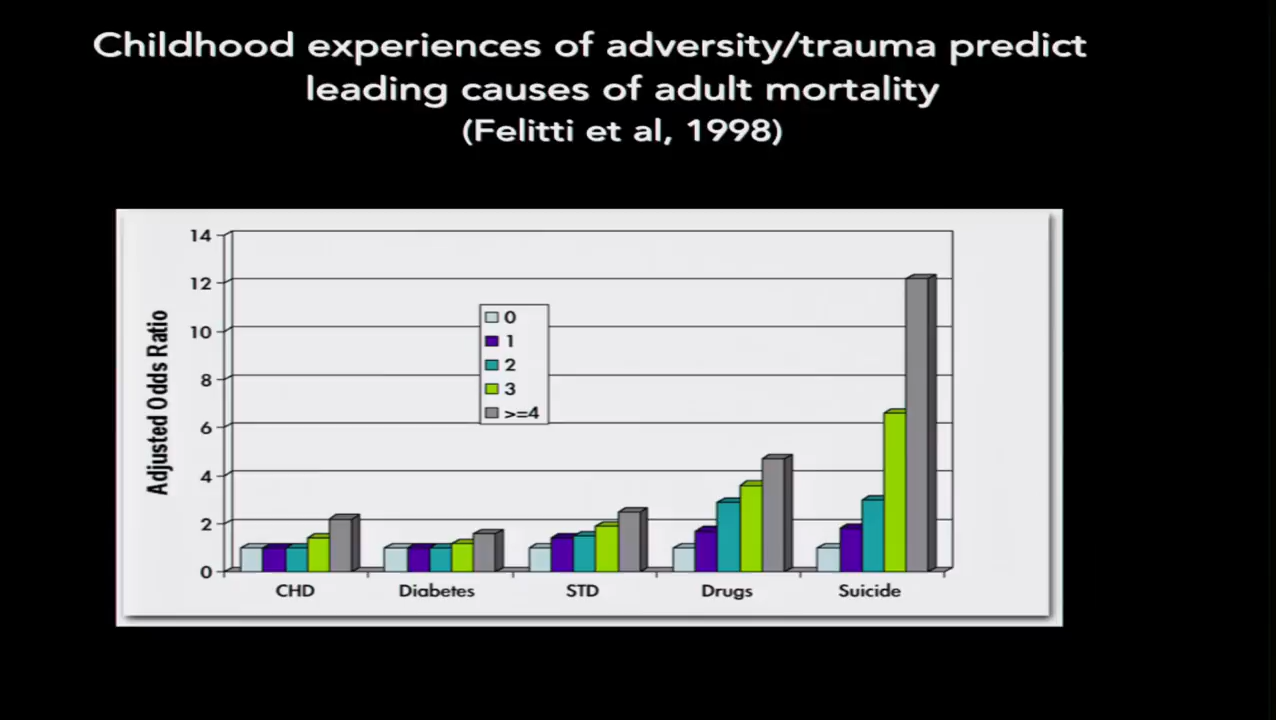 Childhood experiences of adversity/trauma predict
leading causes of adult mortality
(Felitti et al, 1998)
Adjusted Odds Ratio
14
12
10
8
6
4
2
0
0
1
2
3
>=4
CHD Diabetes STD Drugs Suicide